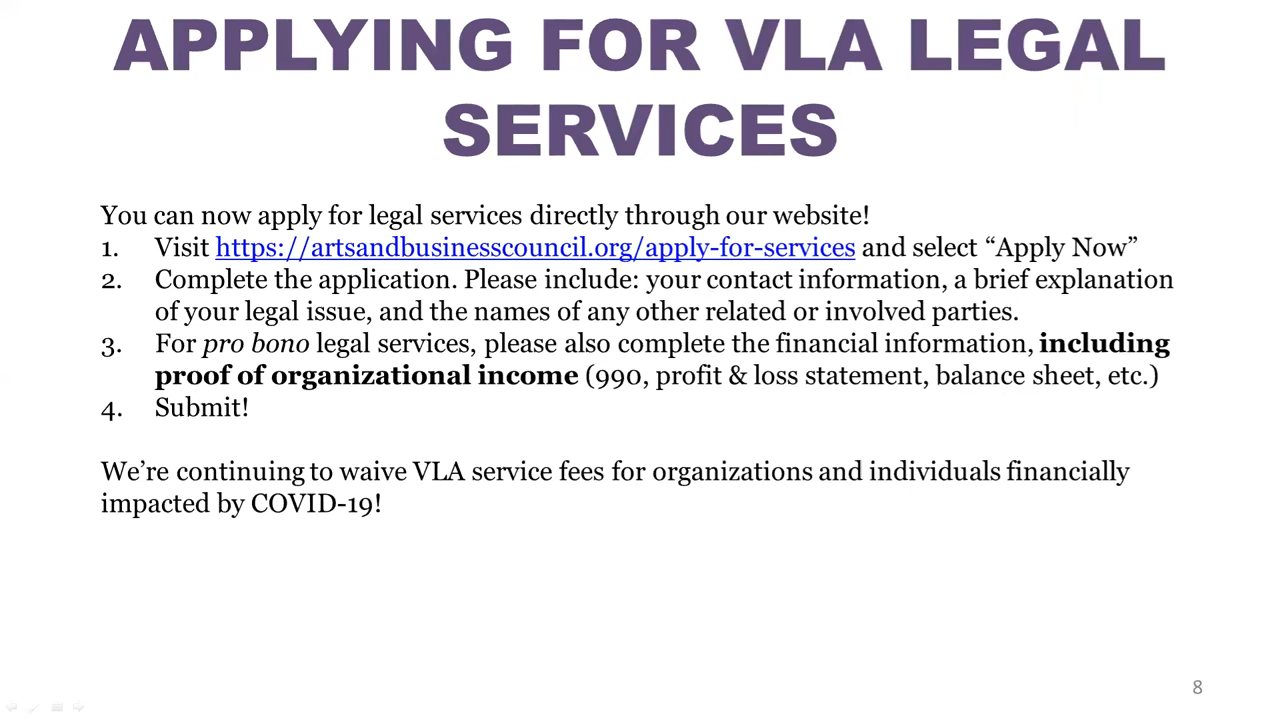 APPLYING FOR VLA LEGAL
SERVICES
You can now apply for legal services directly through our website!
1. Visit https://artsandbusinesscouncil.org/apply-for-services and select “Apply Now”
2. Complete the application. Please include: your contact information, a brief explanation
of your legal issue, and the names of any other related or involved parties.
3. For pro bono legal services, please also complete the financial information, including
proof of organizational income (990, profit & loss statement, balance sheet, etc.)
4. Submit!
We’re continuing to waive VLA service fees for organizations and individuals financially
impacted by COVID-19!
8